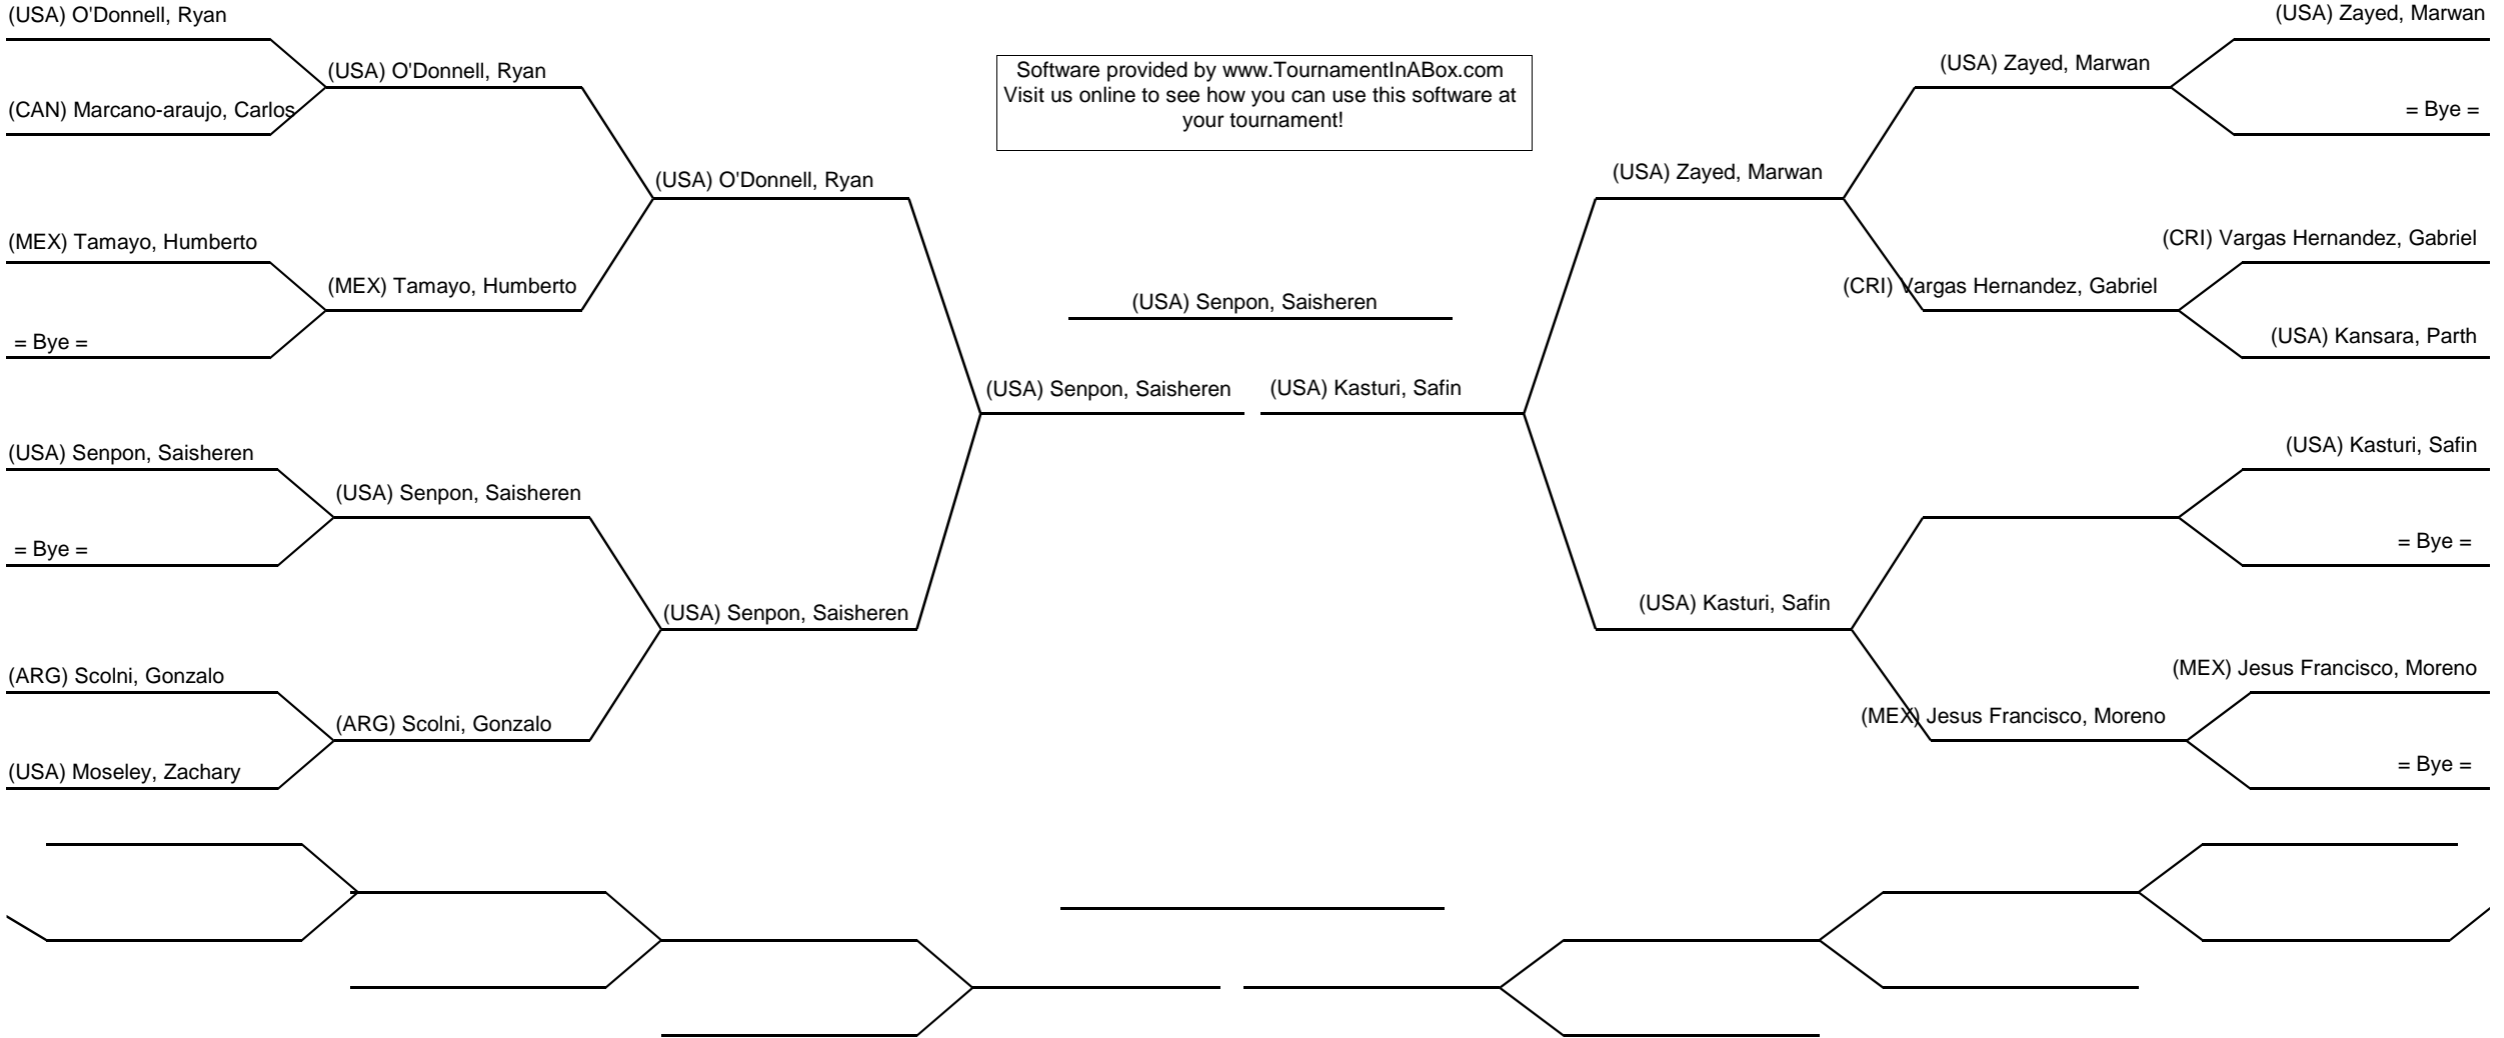 (USA) O'Donnell, Ryan
(CAN) Marcano-araujo, Carlos
(MEX) Tamayo, Humberto
= Bye =
(USA) Senpon, Saisheren
= Bye =
(ARG) Scolni, Gonzalo
(USA) Moseley, Zachary
(USA) O'Donnell, Ryan
(MEX) Tamayo, Humberto
(USA) Senpon, Saisheren
(ARG) Scolni, Gonzalo
(USA) O'Donnell, Ryan
(USA) Senpon, Saisheren
Software provided by www.TournamentInABox.com
Visit us online to see how you can use this software at
your tournament!
(USA) Senpon, Saisheren
(USA) Senpon, Saisheren
(USA) Kasturi, Safin
(USA) Zayed, Marwan
(USA) Kasturi, Safin
(USA) Zayed, Marwan
(CRI) Vargas Hernandez, Gabriel
(MEX) Jesus Francisco, Moreno
(USA) Zayed, Marwan
= Bye =
(CRI) Vargas Hernandez, Gabriel
(USA) Kansara, Parth
(USA) Kasturi, Safin
= Bye =
(MEX) Jesus Francisco, Moreno
= Bye =